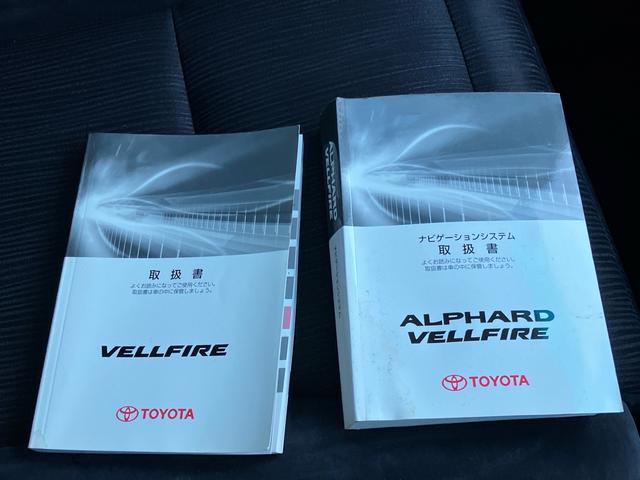 取扱書
よくお読みになってご使用ください。
取扱書は車の中に保管しましょう。
VELLFIRE
TOYOTA
ALPHARD
VELLFIRE
ナビゲーションシステム
取扱書
よくお読みになってご使用ください。
取扱書は車の中に保管しましょう。
ALPHARD
VELLFIRE
TOYOTA